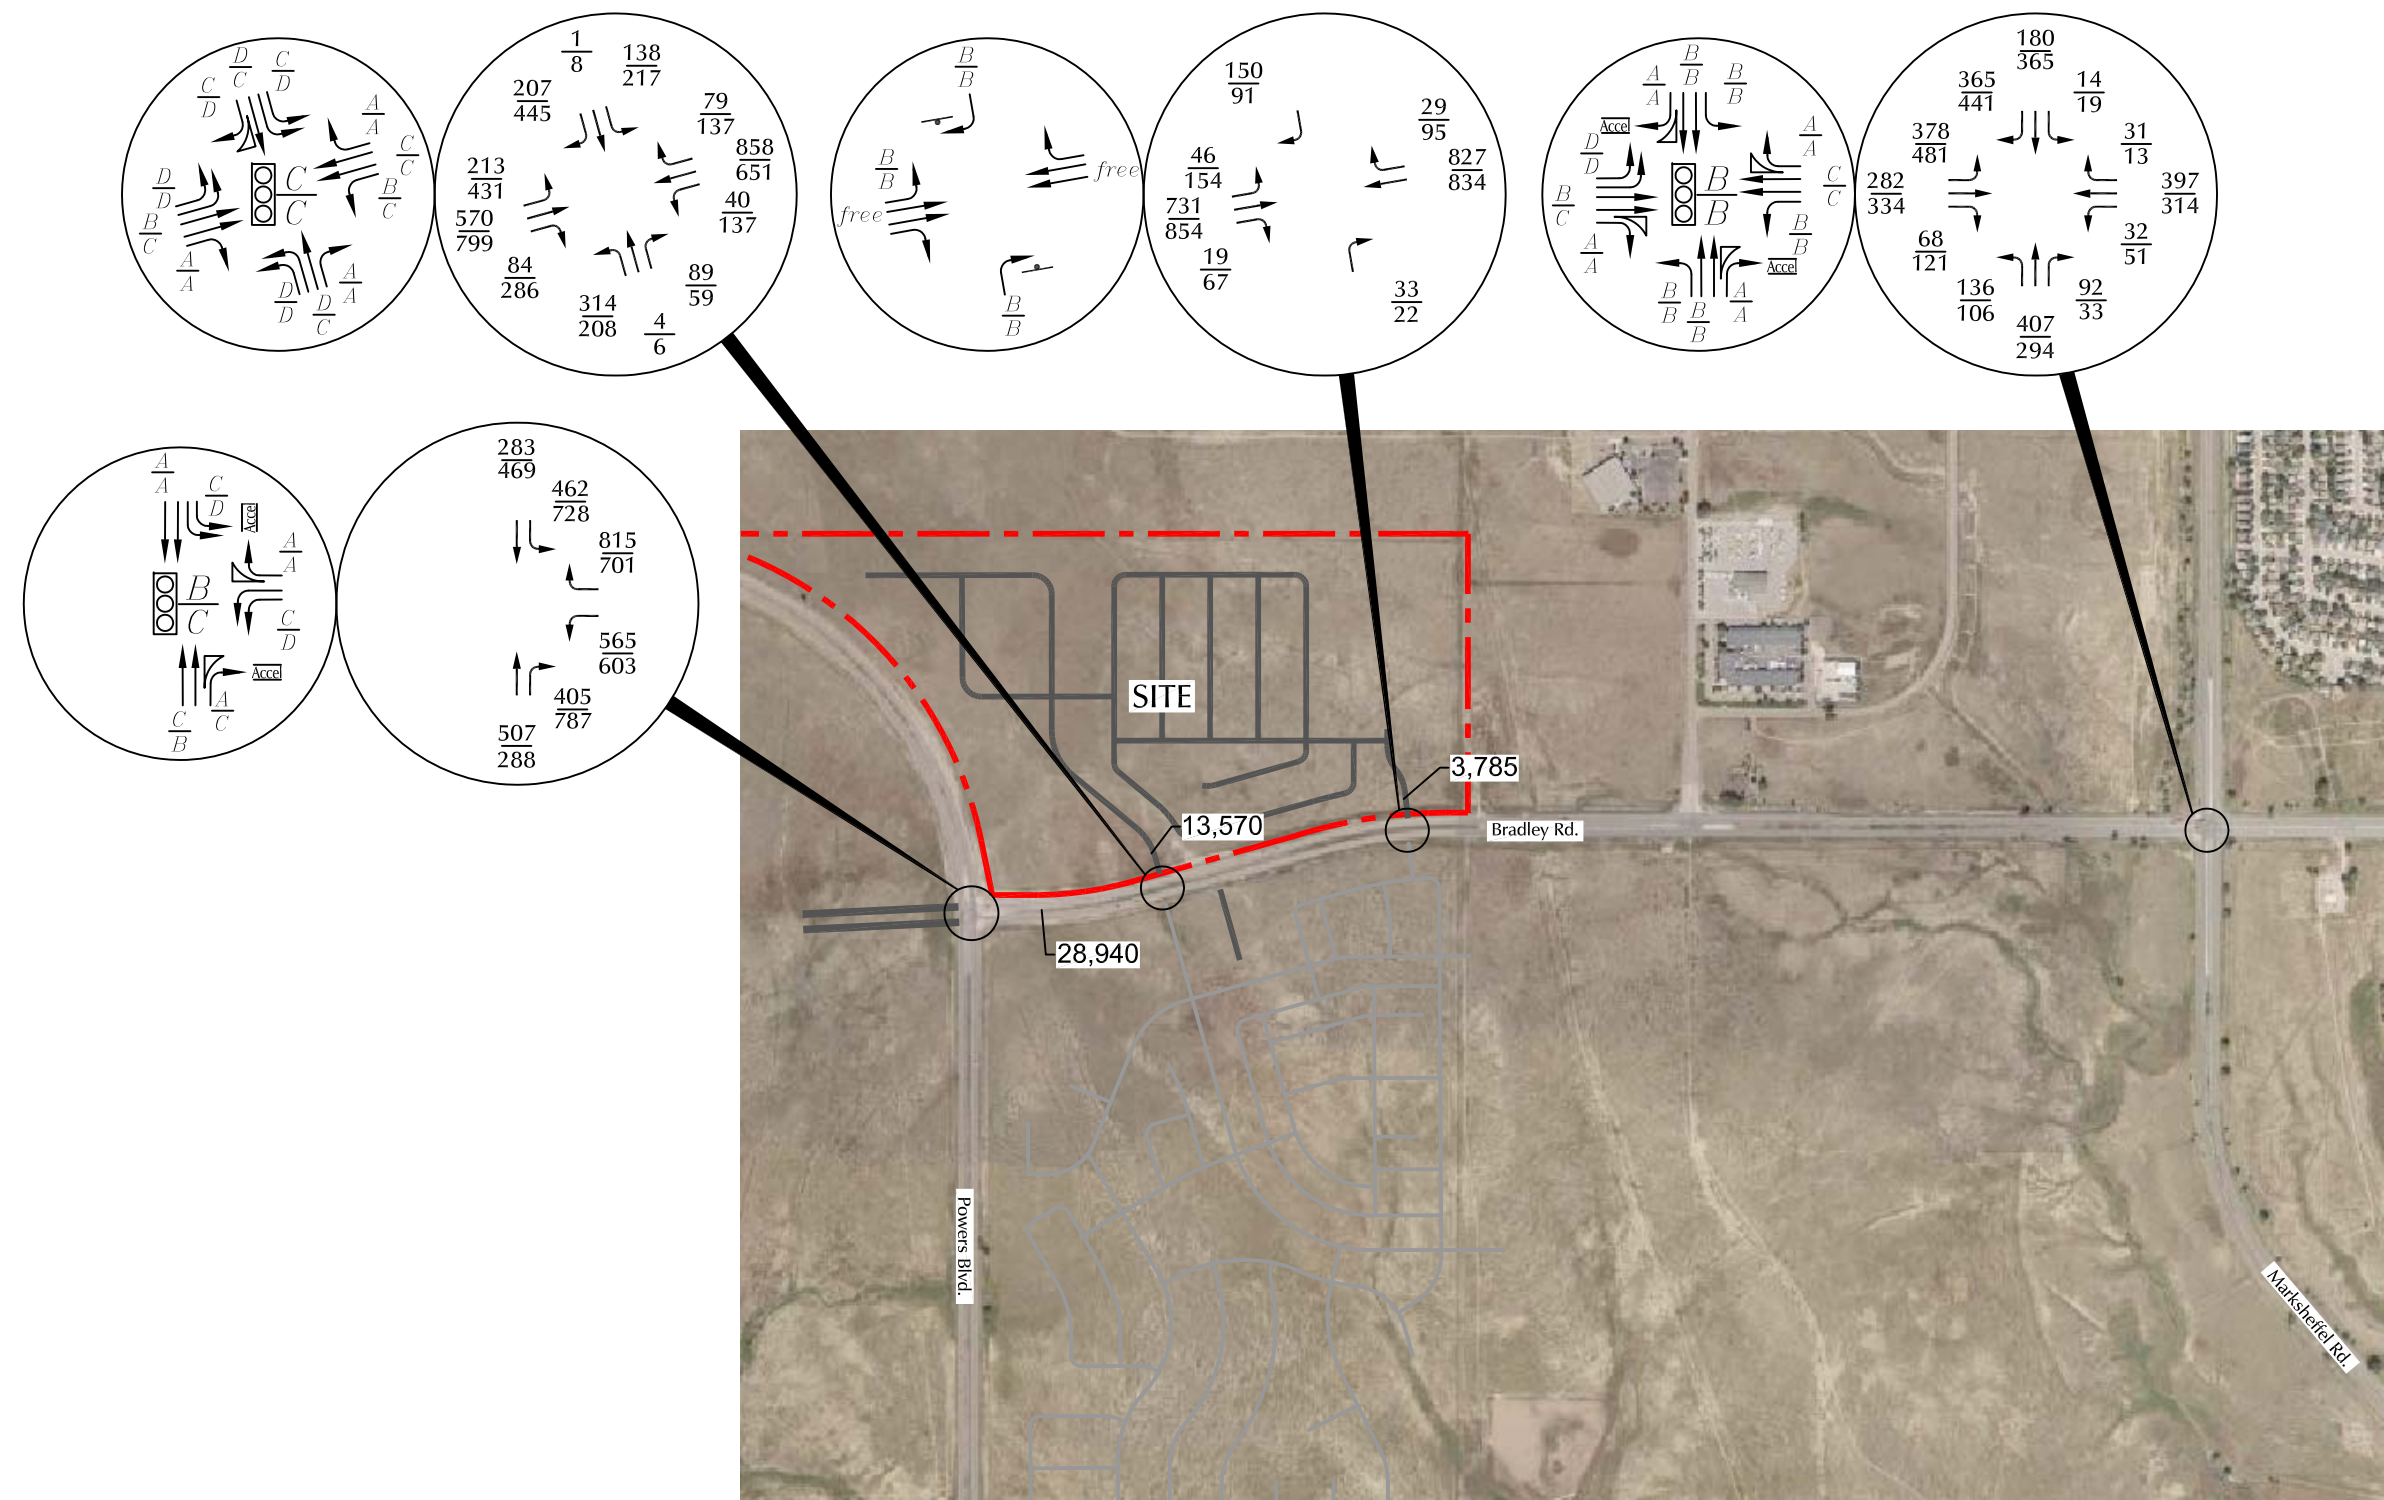 D
C
C
D
C
D
A
A
C
C
B
C
D
D
B
C
A
A
C
C
D
D
D
C
A
A
1
8
138
217
207
445
79
137
858
651
213
431
570
799
40
137
84
286
89
59
314
208
4
6
B
B
B
B
free
free
B
B
150
91
29
95
827
834
46
154
731
854
19
67
33
22
B
B
A
A
B
B
Accel
A
A
D
D
B
C
C
C
B
B
B
B
A
A
Accel
B
B
B
B
A
A
180
365
365
441
14
19
378
481
31
13
282
334
397
314
68
121
32
51
136
106
92
33
407
294
A
A
C
D
Accel
A
A
B
C
C
D
Accel
A
C
C
B
283
469
462
728
815
701
565
603
405
787
507
288
SITE
3,785
13,570
Bradley Rd.
28,940
Powers Blvd.
Marksheffel Rd.